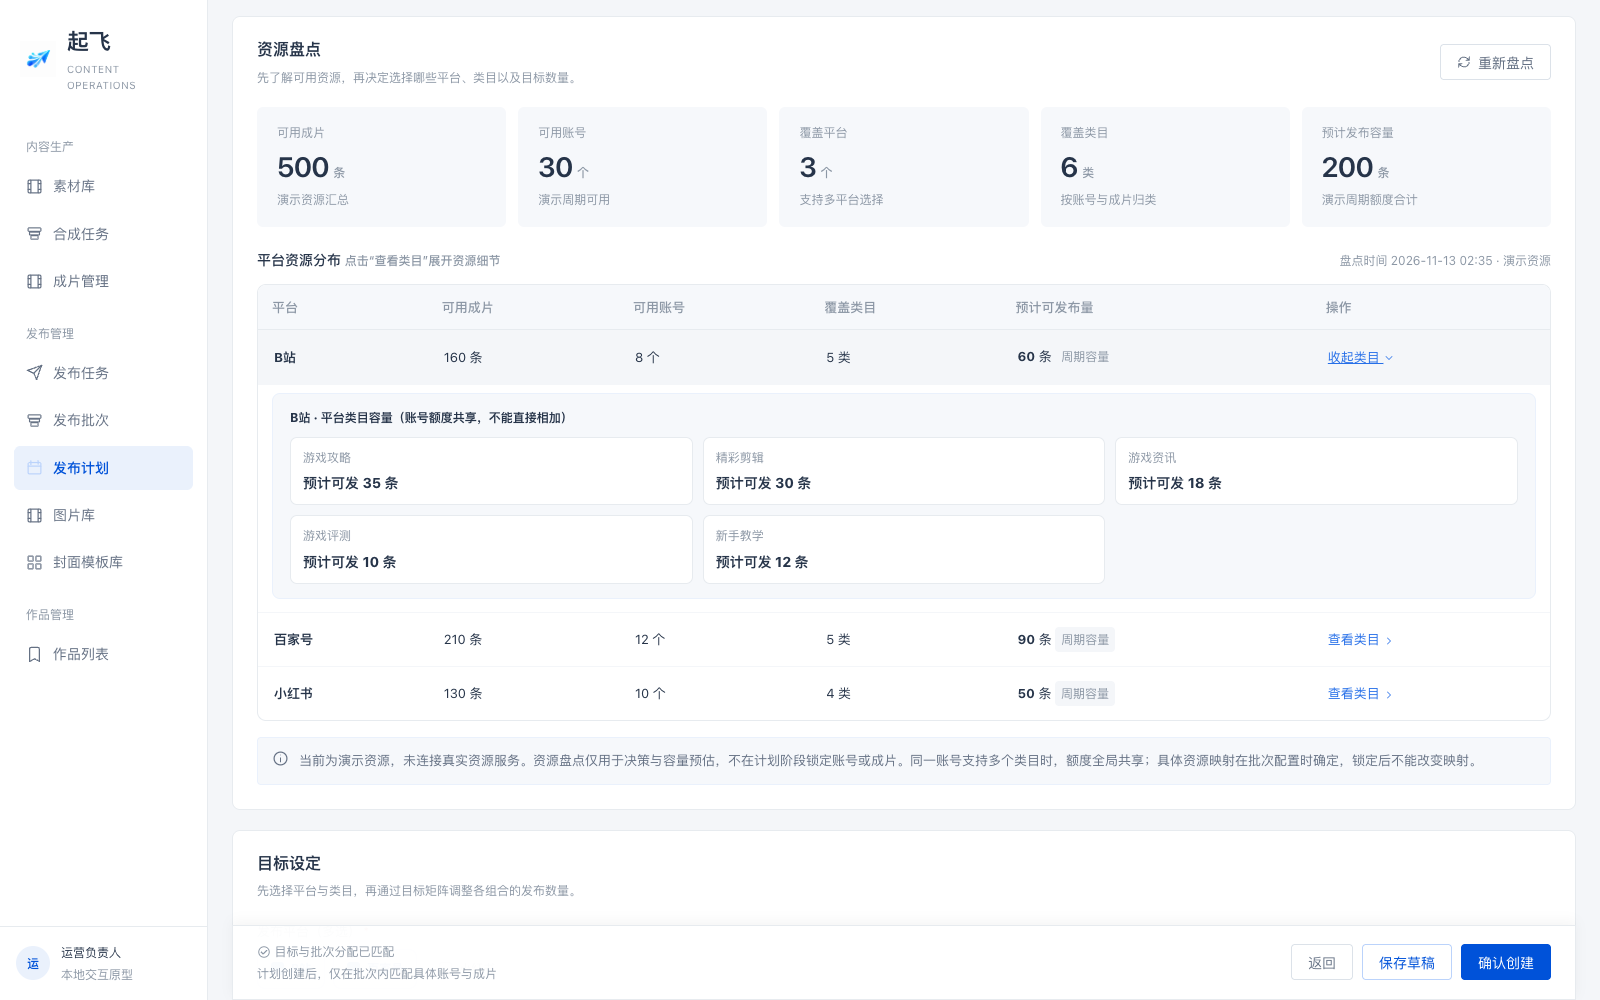 起飞
CONTENT
OPERATIONS
内容生产
素材库
合成任务
成片管理
发布管理
发布任务
发布批次
发布计划
图片库
封面模板库
作品管理
作品列表
运
运营负责人
本地交互原型
资源盘点
先了解可用资源，再决定选择哪些平台、类目以及目标数量。
重新盘点
可用成片
500 条
演示资源汇总
可用账号
30 个
演示周期可用
覆盖平台
3 个
支持多平台选择
覆盖类目
6 类
按账号与成片归类
预计发布容量
200 条
演示周期额度合计
平台资源分布 点击“查看类目”展开资源细节
盘点时间 2026-11-13 02:35 · 演示资源
平台 可用成片 可用账号 覆盖类目 预计可发布量 操作
B站 160 条 8 个 5 类 60 条 周期容量 收起类目
B站 · 平台类目容量（账号额度共享，不能直接相加）
游戏攻略
预计可发 35 条
精彩剪辑
预计可发 30 条
游戏资讯
预计可发 18 条
游戏评测
预计可发 10 条
新手教学
预计可发 12 条
百家号 210 条 12 个 5 类 90 条 周期容量 查看类目
小红书 130 条 10 个 4 类 50 条 周期容量 查看类目
当前为演示资源，未连接真实资源服务。资源盘点仅用于决策与容量预估，不在计划阶段锁定账号或成片。同一账号支持多个类目时，额度全局共享；具体资源映射在批次配置时确定，锁定后不能改变映射。
目标设定
先选择平台与类目，再通过目标矩阵调整各组合的发布数量。
目标与批次分配已匹配
计划创建后，仅在批次内匹配具体账号与成片
返回
保存草稿
确认创建